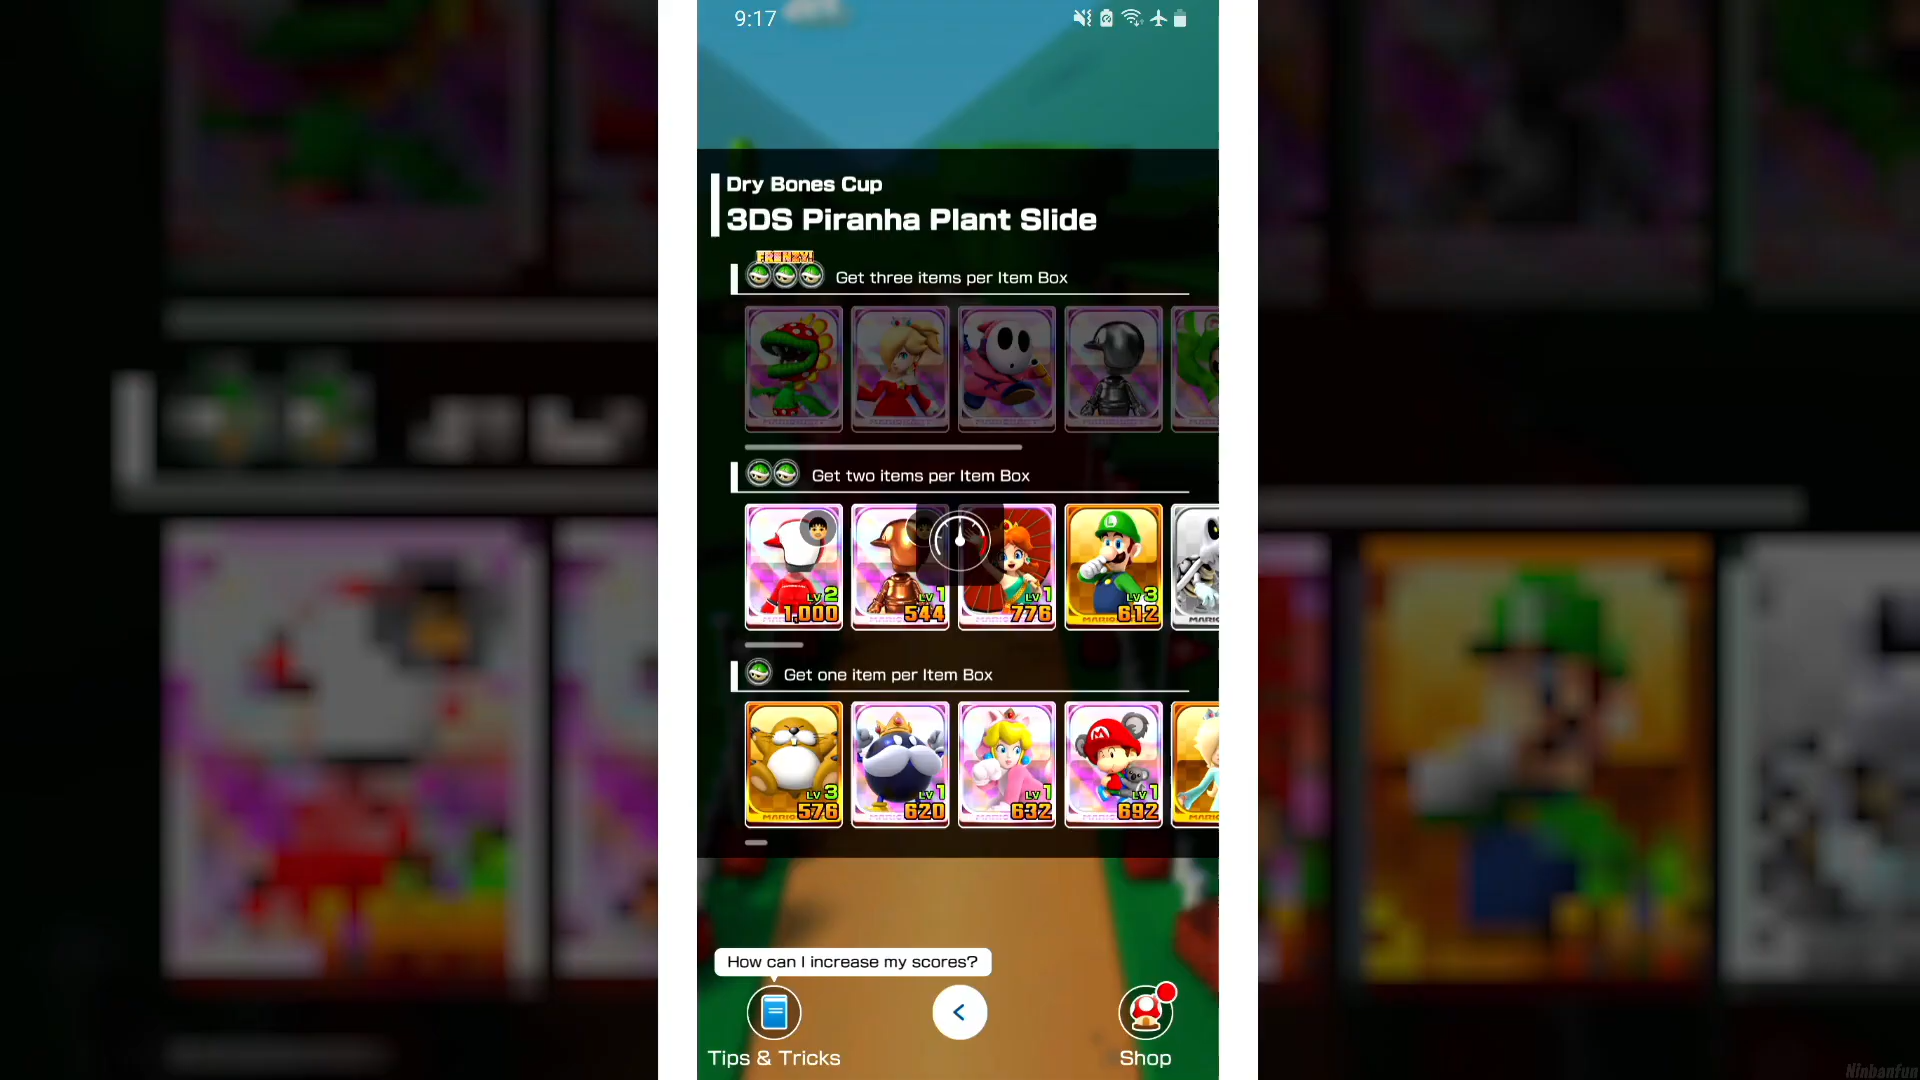 9:17
Dry Bones Cup
3DS Piranha Plant Slide
FRENZY!
Get three items per Item Box
Get two items per Item Box
LV 2
1,000
LV 1
544
LV 1
776
LV 3
612
Get one item per Item Box
LV 3
576
LV 1
620
LV 1
632
LV 1
692
How can I increase my scores?
Tips & Tricks
Shop
Ninbanfun